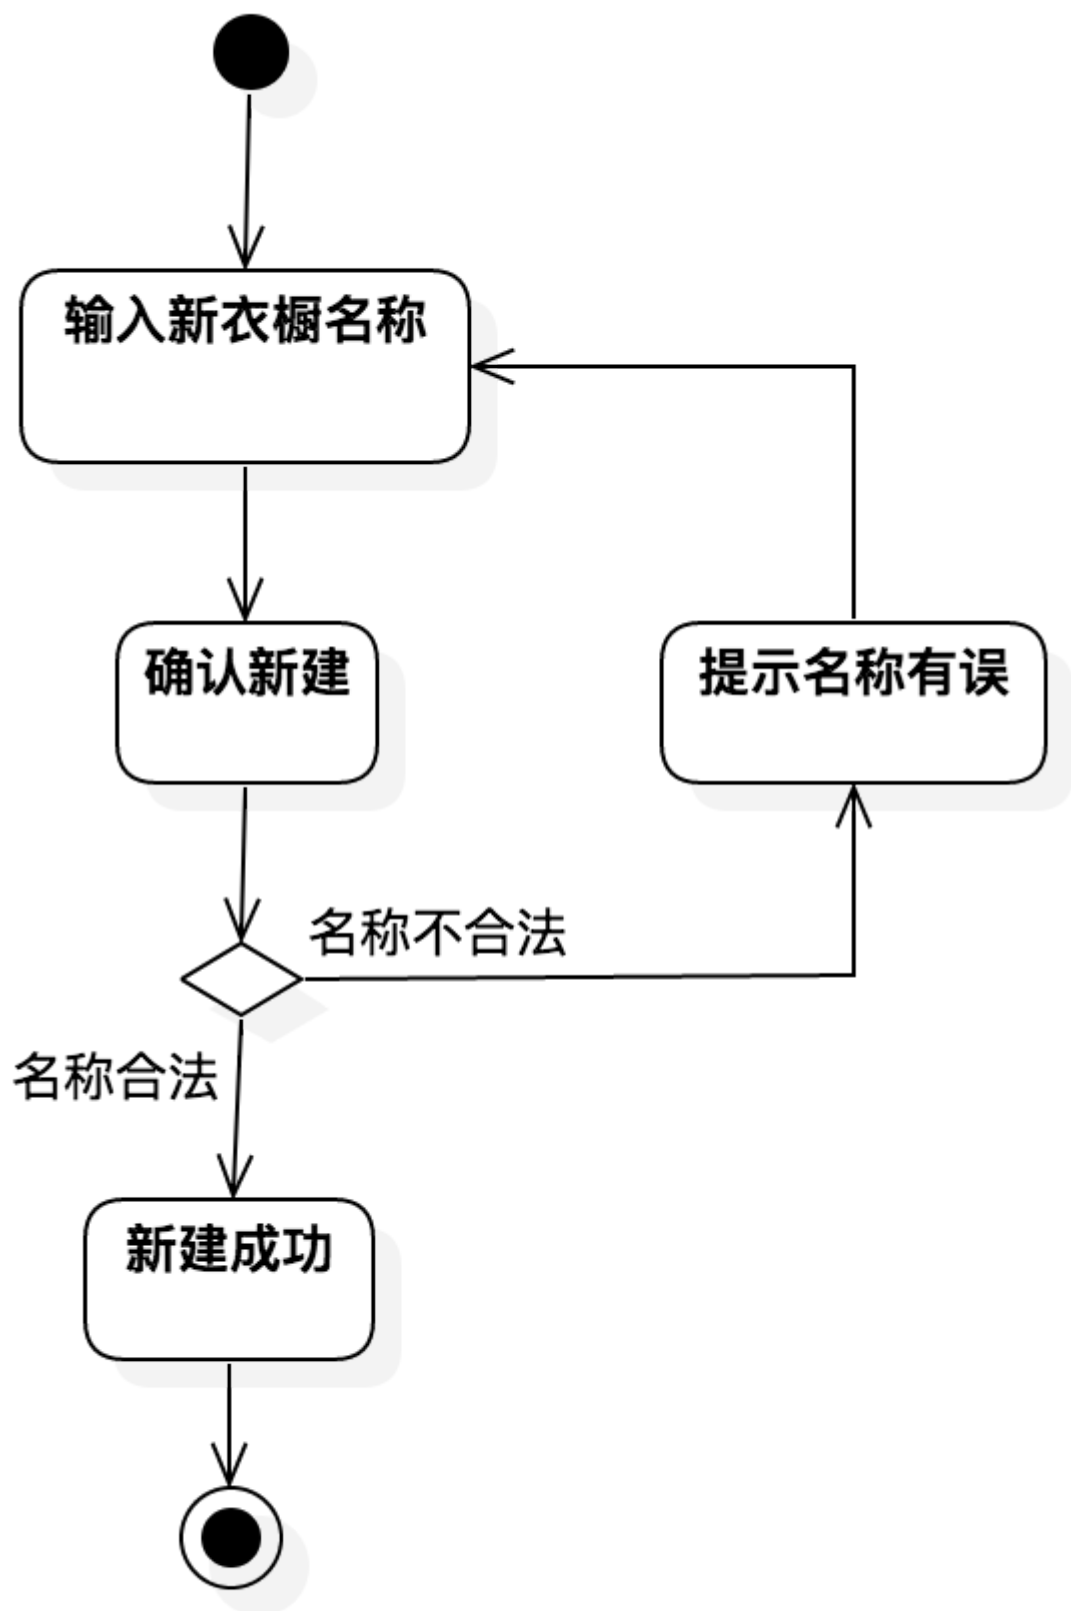 输入新衣橱名称
确认新建
提示名称有误
名称不合法
名称合法
新建成功